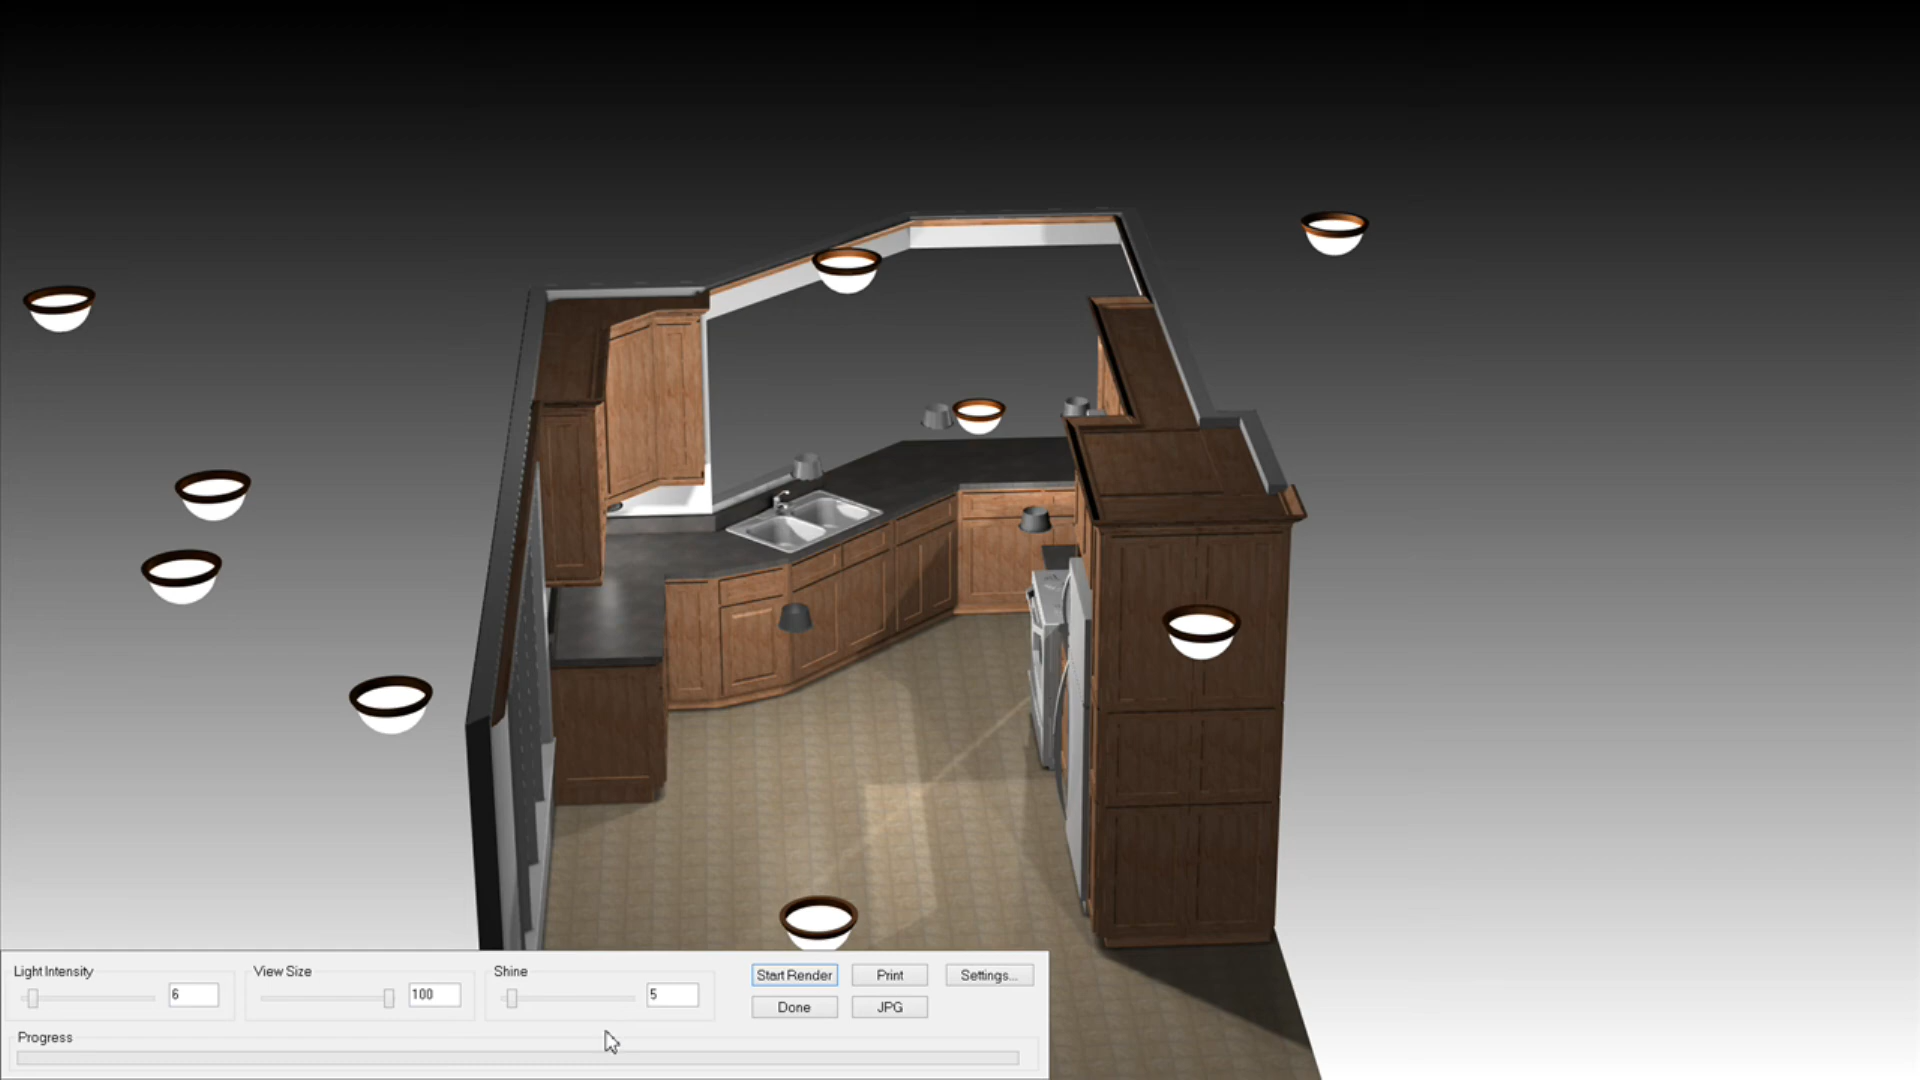 Light Intensity View Size Shine
6 100 5
Start Render Print Settings...
Done JPG
Progress